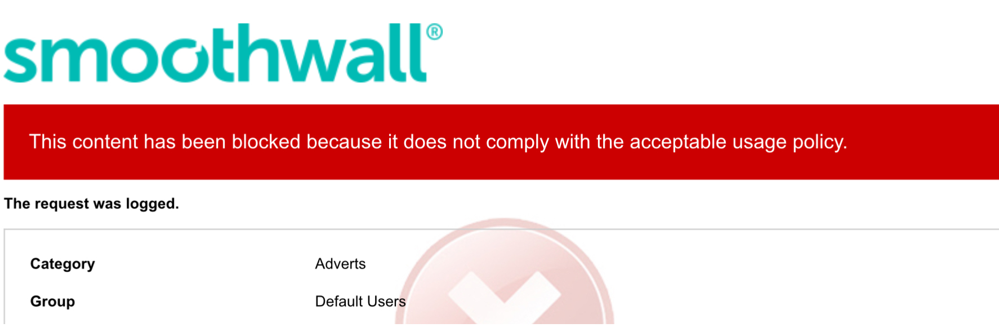 smoothwall®
This content has been blocked because it does not comply with the acceptable usage policy.
The request was logged.
Category Adverts
Group Default Users